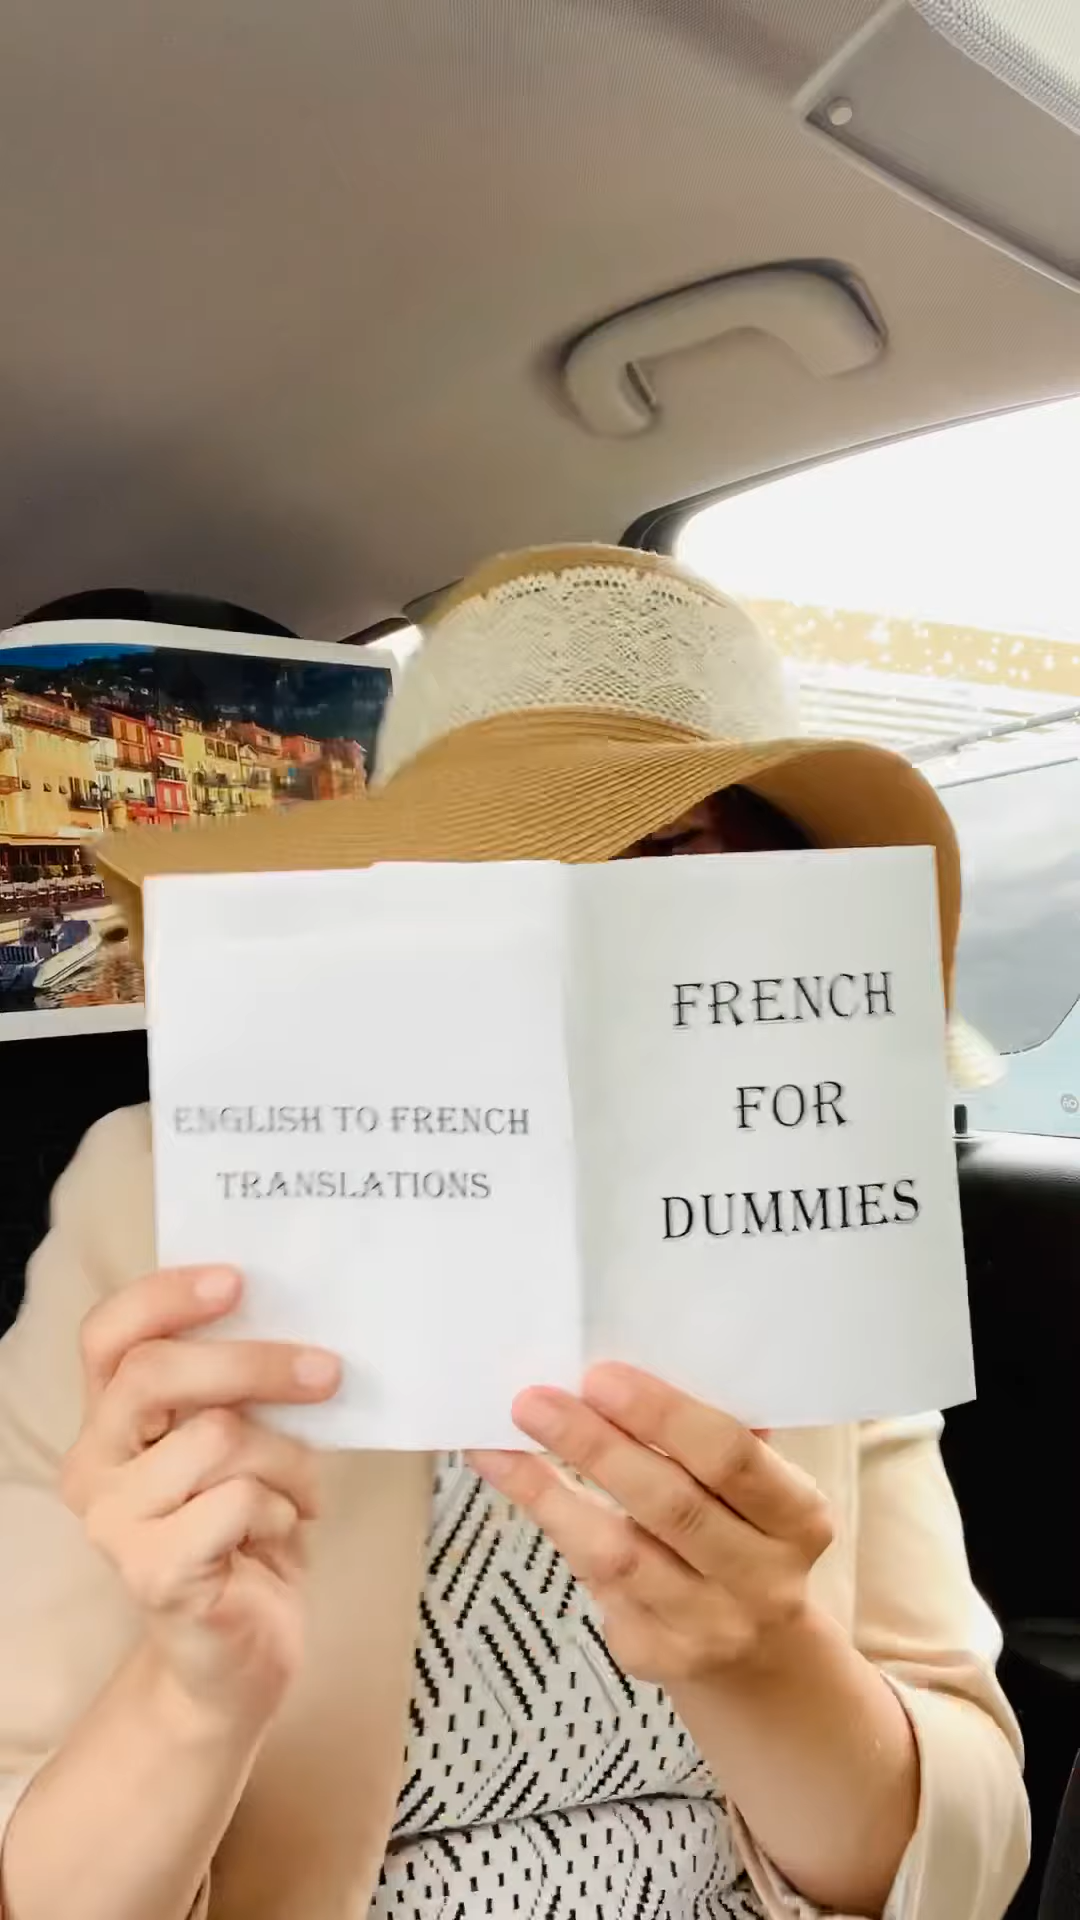 ENGLISH TO FRENCH
TRANSLATIONS
FRENCH
FOR
DUMMIES